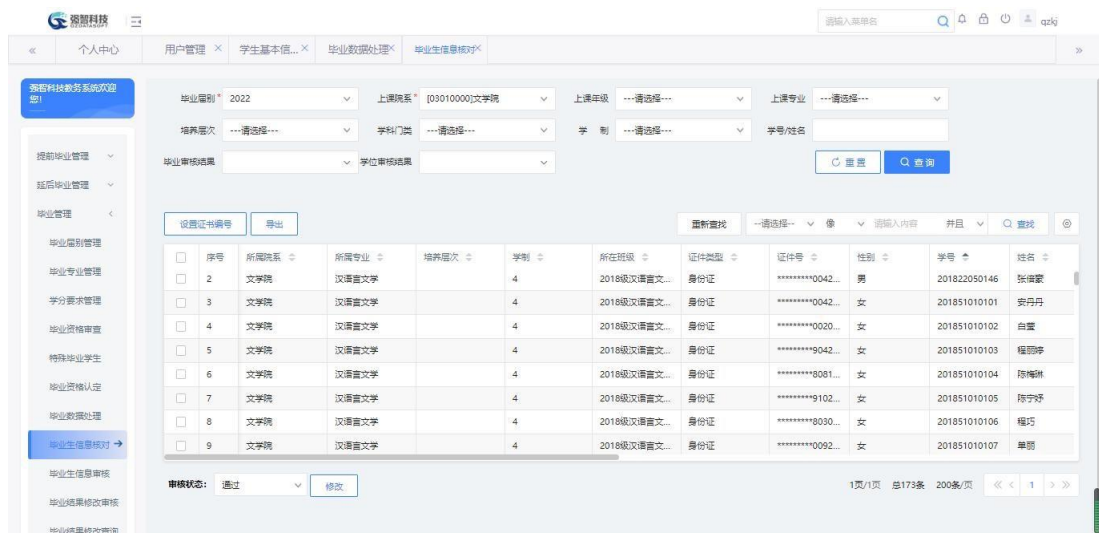 强智科技 请输入菜单名 qzkj
个人中心 用户管理 学生基本信... 毕业数据处理 毕业生信息核对
强智科技教务系统欢迎您!!
毕业届别* 2022 上课院系* [03010000]文学院 上课年级 ---请选择--- 上课专业 ---请选择---
培养层次 ---请选择--- 学科门类 ---请选择--- 学 制 ---请选择--- 学号/姓名
毕业审核结果 学位审核结果 重置 查询
提前毕业管理
延后毕业管理
毕业管理
毕业届别管理
毕业专业管理
学分要求管理
毕业资格审查
特殊毕业学生
毕业资格认定
毕业数据处理
毕业生信息核对
毕业生信息审核
毕业结果修改审核
毕业结果修改查询
设置证书编号 导出 重新查找 --请选择-- 像 请输入内容 并且 查找
序号 所属院系 所属专业 培养层次 学制 所在班级 证件类型 证件号 性别 学号 姓名
2 文学院 汉语言文学 4 2018级汉语言文... 身份证 *********0042... 男 201822050146 张倍蒙
3 文学院 汉语言文学 4 2018级汉语言文... 身份证 *********0042... 女 201851010101 安丹丹
4 文学院 汉语言文学 4 2018级汉语言文... 身份证 *********0020... 女 201851010102 白莹
5 文学院 汉语言文学 4 2018级汉语言文... 身份证 *********9042... 女 201851010103 程丽婷
6 文学院 汉语言文学 4 2018级汉语言文... 身份证 *********8081... 女 201851010104 陈梅琳
7 文学院 汉语言文学 4 2018级汉语言文... 身份证 *********9102... 女 201851010105 陈宁妤
8 文学院 汉语言文学 4 2018级汉语言文... 身份证 *********8030... 女 201851010106 程巧
9 文学院 汉语言文学 4 2018级汉语言文... 身份证 *********0092... 女 201851010107 单丽
审核状态: 通过 修改 1页/1页 总173条 200条/页 1